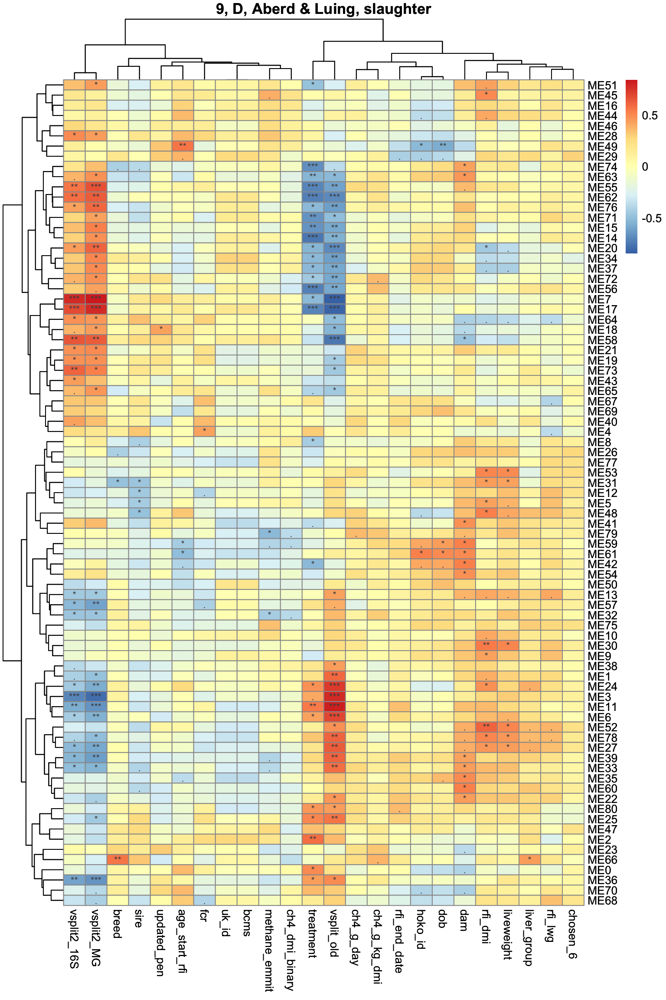 9, D, Aberd & Luing, slaughter
* * . ME51
. * ME45
ME16
. . ME44
0.5
ME46
* * ME28
** * ** ME49
. . . . ME29
. . *** . * ME74
0
. * ** * * ME63
** *** *** ** . ME55
** ** *** *** ME62
* ** * ** ME76
* ** * ME71
-0.5
* ** ** ME15
* *** ** ME14
* ** * *** * . ME20
* * ** . ME34
* * ** . . ME37
. * * ** . ME72
. *** ** ME56
*** *** * *** ME7
*** *** *** *** ME17
* * * . . . . ME64
. * * * . ME18
** ** *** * ME58
* * ME21
* * * ME19
** * * ME73
* ME43
. * . * ME65
. ME67
ME69
. ME40
* . ME4
. * ME8
. ME26
ME77
* * ME53
* * * * ME31
* . ME12
* * . ME5
* . * . ME48
. * ME41
* . . . ME79
* . . . * * ME59
* * * * ME61
. * . . * ME42
* ME54
ME50
* * * . . . . ME13
* ** . . ME57
* * * . ME32
ME75
. ME10
** * ME30
* ME9
. * ME38
. * ** . ME1
* ** * *** * . ME24
*** *** . *** ME3
** *** ** *** ME11
* ** * *** . ME6
* . ** * . . ME52
. * ** . * * . . ME78
* ** ** . * * . ME27
* ** . ** * ME39
* * . . ** * ME33
. . * ME35
. * ME60
. * * ME22
* * . ME80
* * ** ME25
ME47
** ME2
. ME23
** . * ME66
* . ME0
** *** * * ME36
. . . ME70
. . ME68
vsplit2_16S
vsplit2_MG
breed
sire
updated_pen
age_start_rfi
fcr
uk_id
bcms
methane_emmit
ch4_dmi_binary
treatment
vsplit_old
ch4_g_day
ch4_g_kg_dmi
rfi_end_date
hoko_id
dob
dam
rfi_dmi
liveweight
liver_group
rfi_lwg
chosen_6